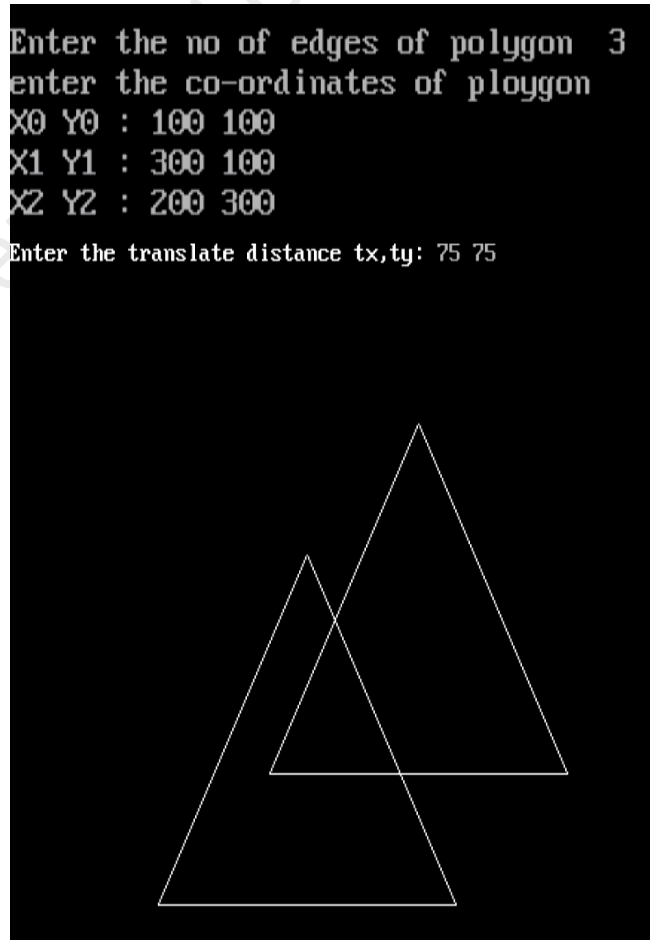 Enter the no of edges of polygon 3
enter the co-ordinates of ploygon
X0 Y0 : 100 100
X1 Y1 : 300 100
X2 Y2 : 200 300
Enter the translate distance tx,ty: 75 75